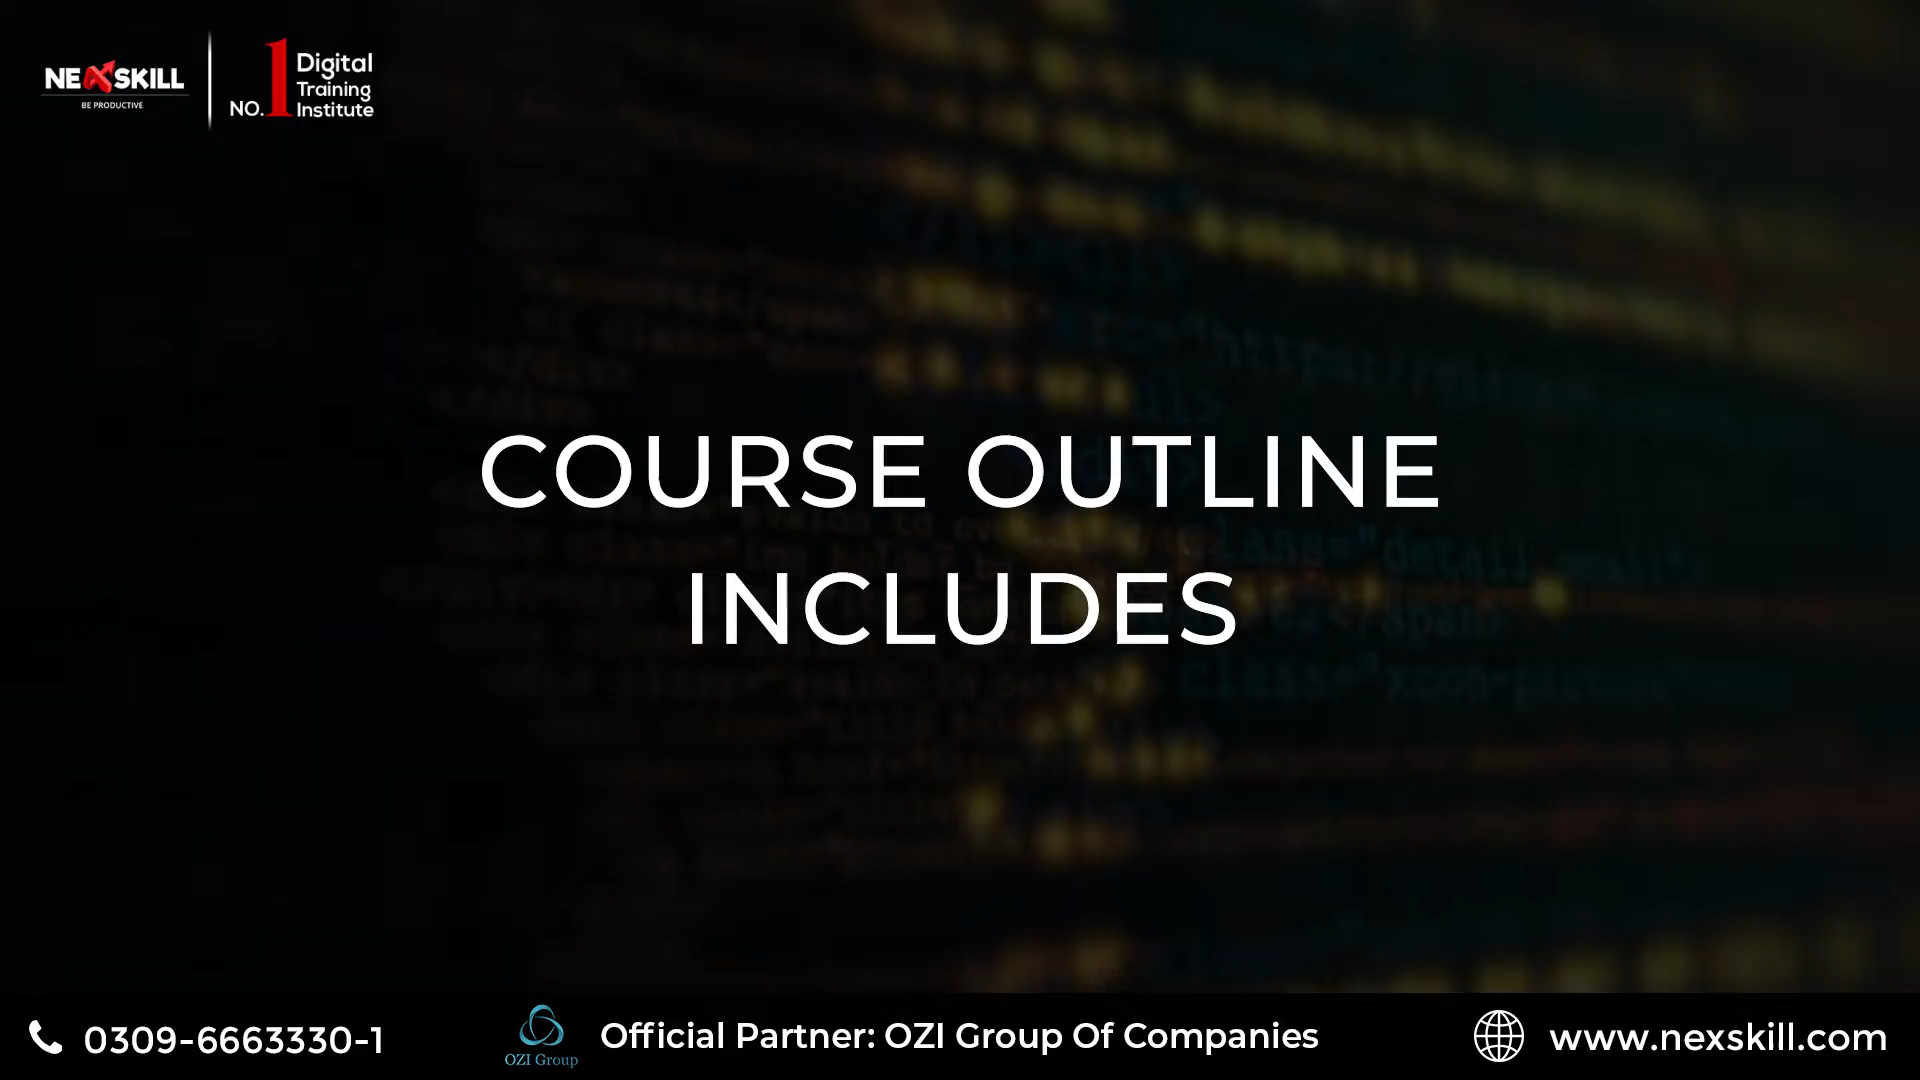 NEXSKILL
BE PRODUCTIVE
NO.1 Digital
Training
Institute
COURSE OUTLINE
INCLUDES
0309-6663330-1
OZI Group
Official Partner: OZI Group Of Companies
www.nexskill.com